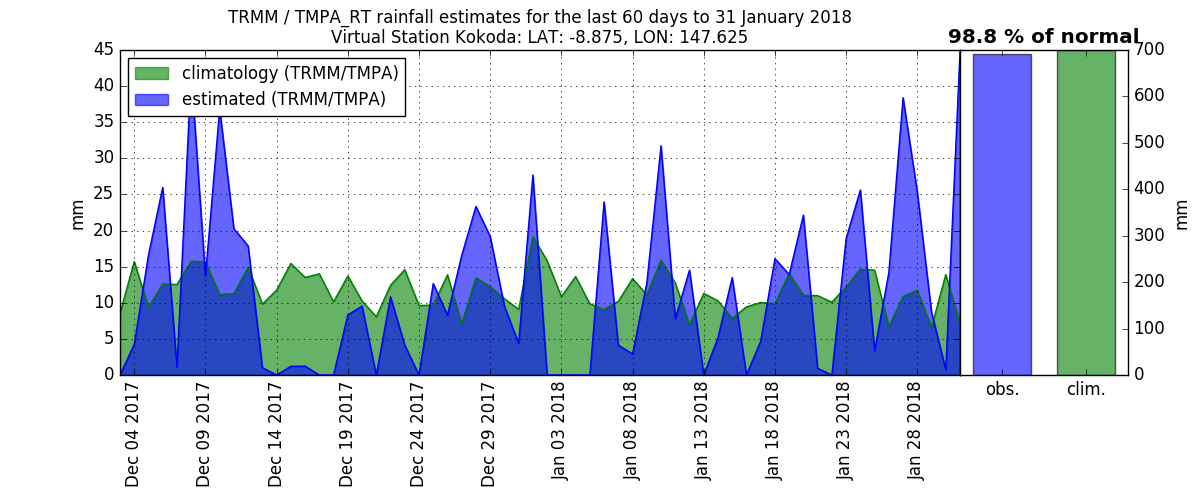 TRMM / TMPA_RT rainfall estimates for the last 60 days to 31 January 2018
Virtual Station Kokoda: LAT: -8.875, LON: 147.625
98.8 % of normal
climatology (TRMM/TMPA)
estimated (TRMM/TMPA)
45
40
35
30
25
20
15
10
5
0
mm
Dec 04 2017
Dec 09 2017
Dec 14 2017
Dec 19 2017
Dec 24 2017
Dec 29 2017
Jan 03 2018
Jan 08 2018
Jan 13 2018
Jan 18 2018
Jan 23 2018
Jan 28 2018
obs.
clim.
700
600
500
400
300
200
100
0
mm